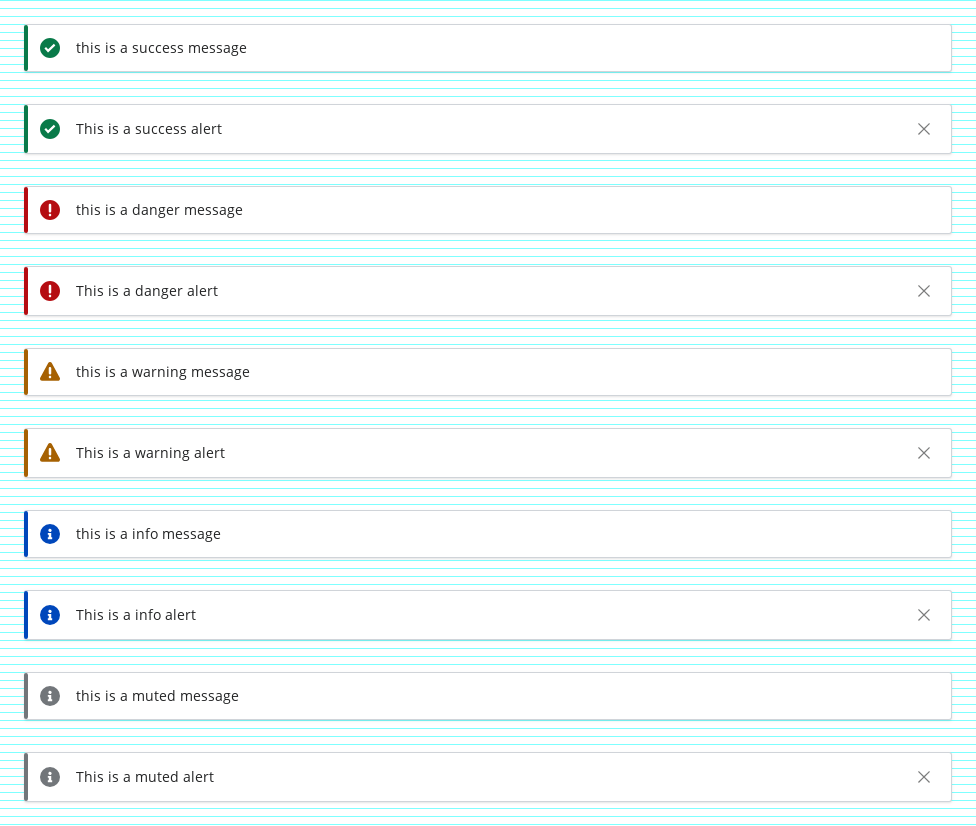 this is a success message
This is a success alert
this is a danger message
This is a danger alert
this is a warning message
This is a warning alert
this is a info message
This is a info alert
this is a muted message
This is a muted alert